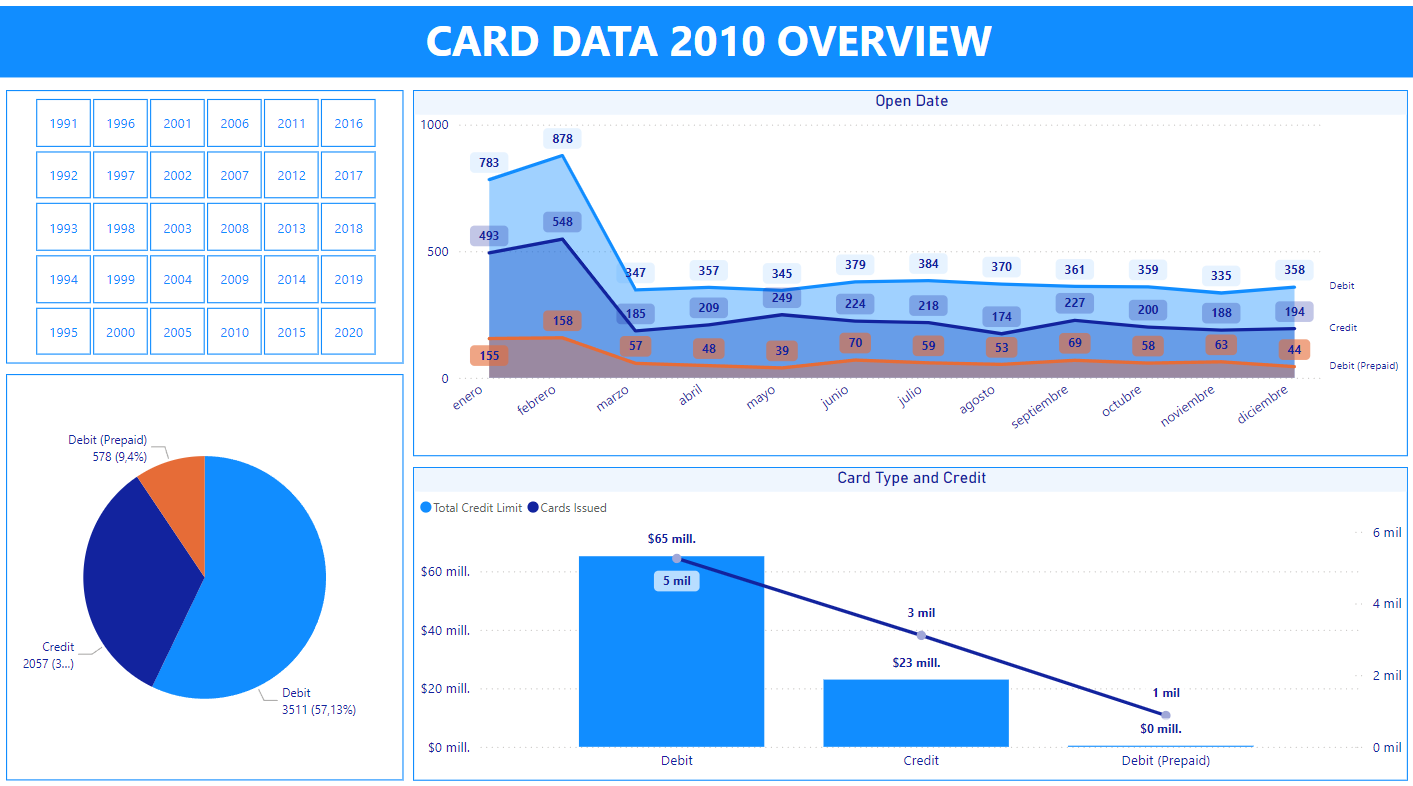 CARD DATA 2010 OVERVIEW
1991 1996 2001 2006 2011 2016
1992 1997 2002 2007 2012 2017
1993 1998 2003 2008 2013 2018
1994 1999 2004 2009 2014 2019
1995 2000 2005 2010 2015 2020
Open Date
1000
500
0
783 878 347 357 345 379 384 370 361 359 335 358
493 548 185 209 249 224 218 174 227 200 188 194
155 158 57 48 39 70 59 53 69 58 63 44
Debit
Credit
Debit (Prepaid)
enero febrero marzo abril mayo junio julio agosto septiembre octubre noviembre diciembre
Debit (Prepaid)
578 (9,4%)
Credit
2057 (3...)
Debit
3511 (57,13%)
Card Type and Credit
Total Credit Limit Cards Issued
$60 mill.
$40 mill.
$20 mill.
$0 mill.
$65 mill.
5 mil
3 mil
$23 mill.
1 mil
$0 mill.
6 mil
4 mil
2 mil
0 mil
Debit Credit Debit (Prepaid)